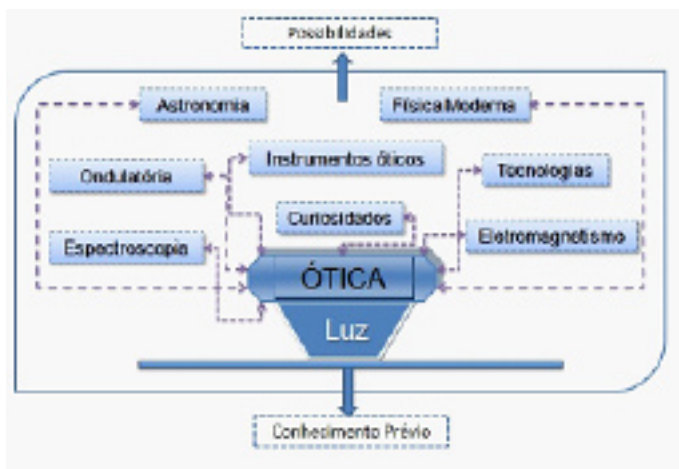 Possibilidades
Astronomia
Física Moderna
Instrumentos óticos
Ondulatória
Tecnologias
Curiosidades
Espectroscopia
Eletromagnetismo
ÓTICA
Luz
Conhecimento Prévio